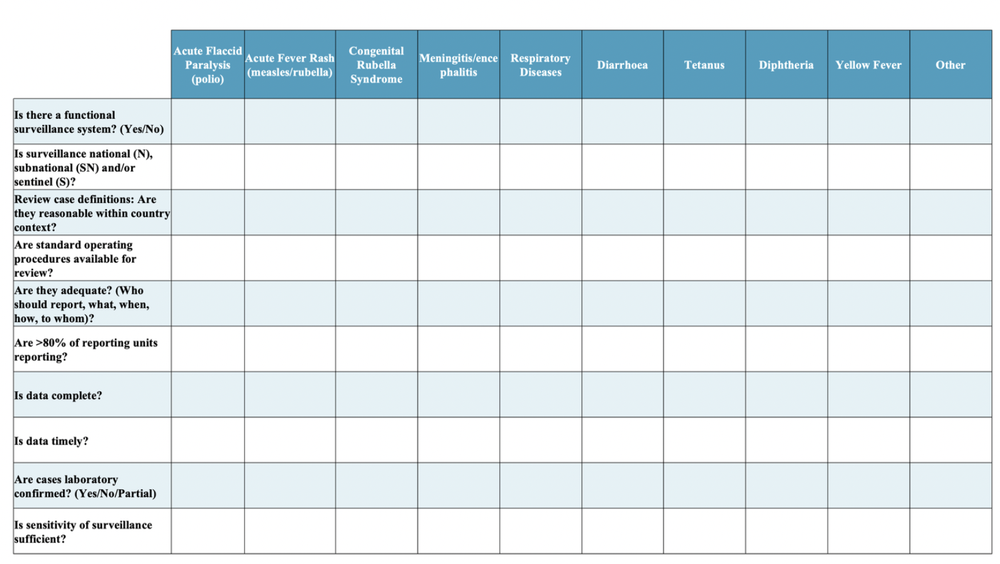 Acute Flaccid
Paralysis
(polio)
Acute Fever Rash
(measles/rubella)
Congenital
Rubella
Syndrome
Meningitis/ence
phalitis
Respiratory
Diseases
Diarrhoea
Tetanus
Diphtheria
Yellow Fever
Other
Is there a functional
surveillance system? (Yes/No)
Is surveillance national (N),
subnational (SN) and/or
sentinel (S)?
Review case definitions: Are
they reasonable within country
context?
Are standard operating
procedures available for
review?
Are they adequate? (Who
should report, what, when,
how, to whom)?
Are >80% of reporting units
reporting?
Is data complete?
Is data timely?
Are cases laboratory
confirmed? (Yes/No/Partial)
Is sensitivity of surveillance
sufficient?